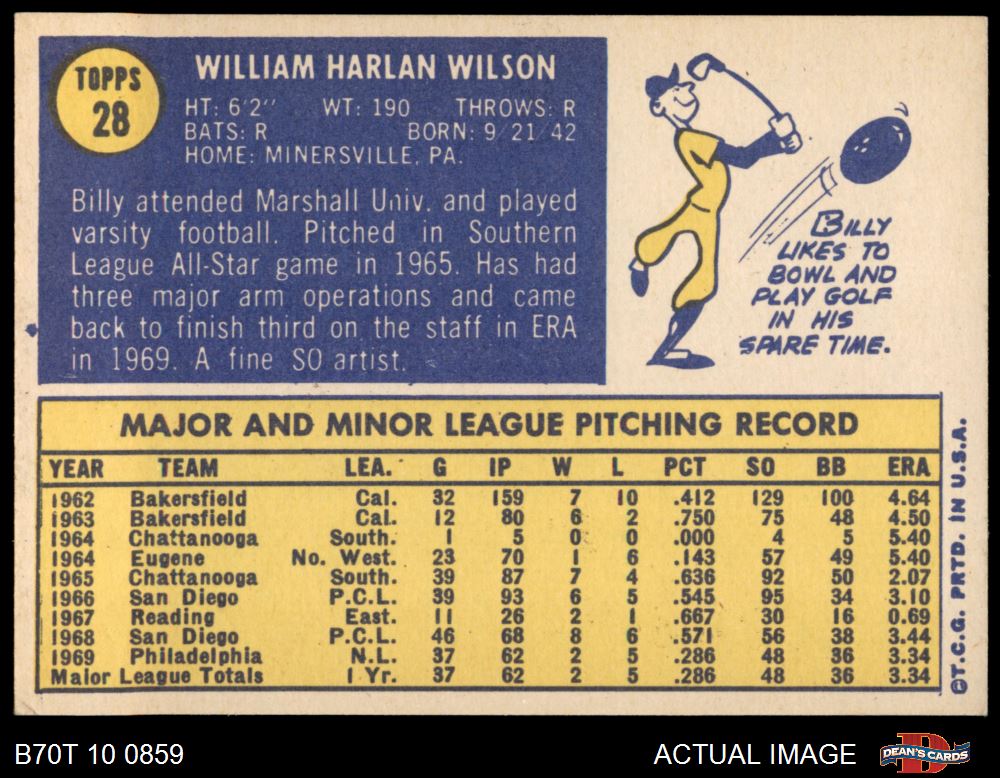 TOPPS
28
WILLIAM HARLAN WILSON
HT: 6'2" WT: 190 THROWS: R
BATS: R BORN: 9 21 42
HOME: MINERSVILLE, PA.
Billy attended Marshall Univ. and played
varsity football. Pitched in Southern
League All-Star game in 1965. Has had
three major arm operations and came
back to finish third on the staff in ERA
in 1969. A fine SO artist.
BILLY
LIKES TO
BOWL AND
PLAY GOLF
IN HIS
SPARE TIME.
MAJOR AND MINOR LEAGUE PITCHING RECORD
YEAR TEAM LEA. G IP W L PCT SO BB ERA
1962 Bakersfield Cal. 32 159 7 10 .412 129 100 4.64
1963 Bakersfield Cal. 12 80 6 2 .750 75 48 4.50
1964 Chattanooga South. 1 5 0 0 .000 4 5 5.40
1964 Eugene No. West. 23 70 1 6 .143 57 49 5.40
1965 Chattanooga South. 39 87 7 4 .636 92 50 2.07
1966 San Diego P.C.L. 39 93 6 5 .545 95 34 3.10
1967 Reading East. 11 26 2 1 .667 30 16 0.69
1968 San Diego P.C.L. 46 68 8 6 .571 56 38 3.44
1969 Philadelphia N.L. 37 62 2 5 .286 48 36 3.34
Major League Totals 1 Yr. 37 62 2 5 .286 48 36 3.34
©T.C.G. PRTD. IN U.S.A.
B70T 10 0859
ACTUAL IMAGE
DEAN'S CARDS